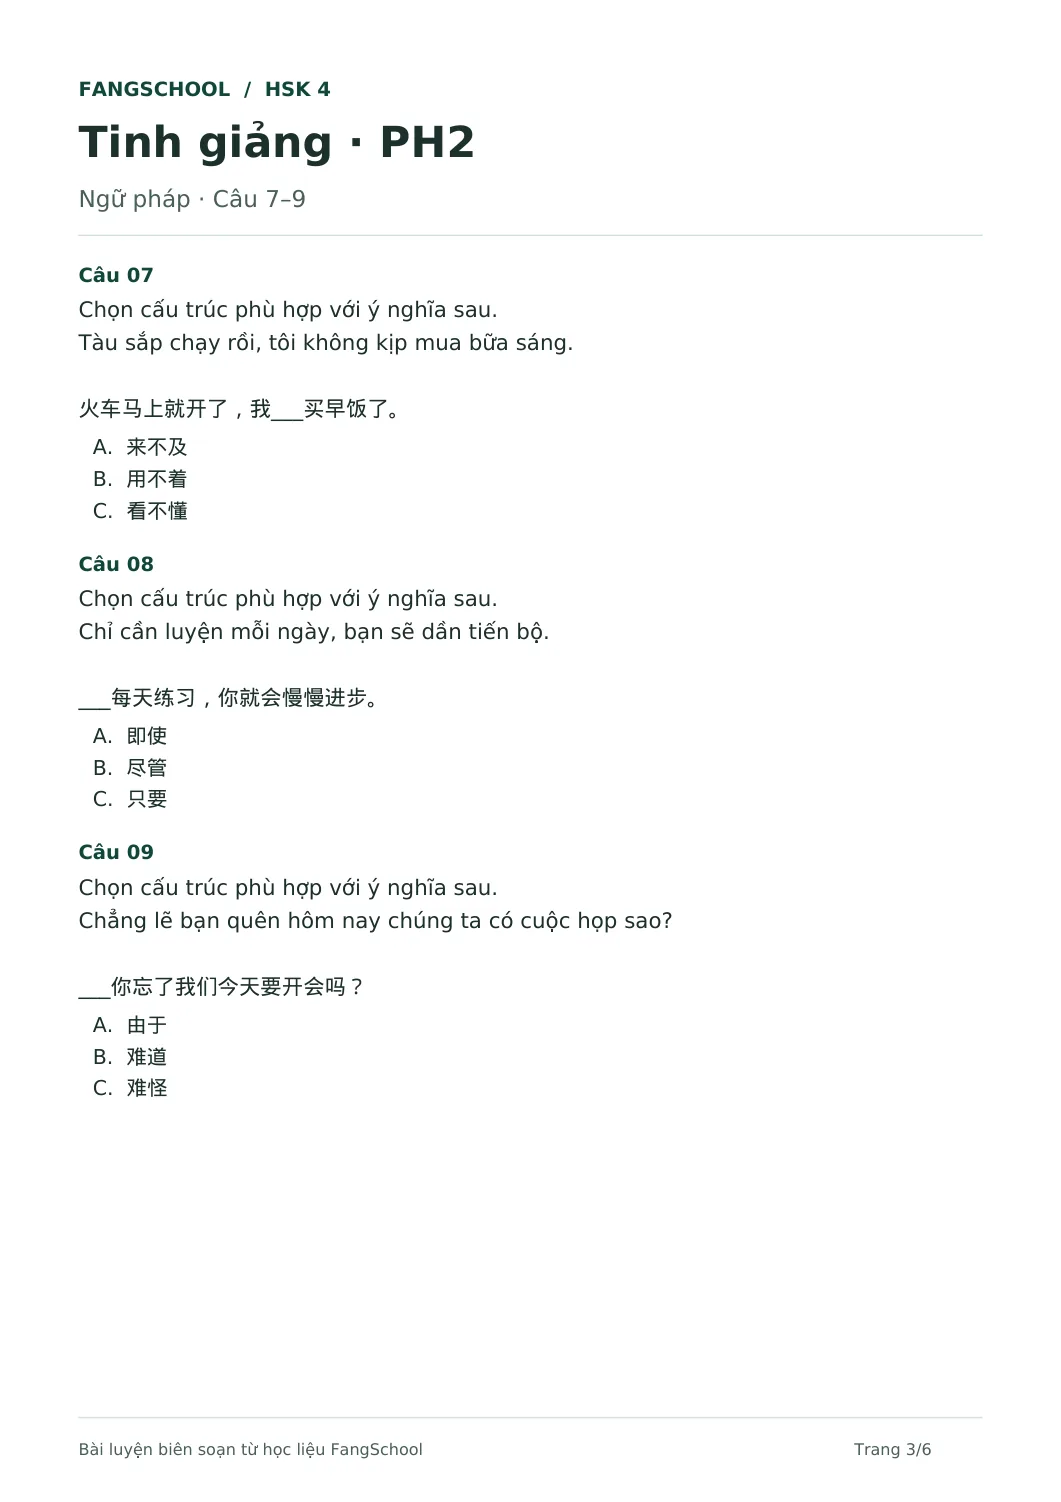 FANGSCHOOL / HSK 4
Tinh giảng · PH2
Ngữ pháp · Câu 7–9
Câu 07
Chọn cấu trúc phù hợp với ý nghĩa sau.
Tàu sắp chạy rồi, tôi không kịp mua bữa sáng.
火车马上就开了，我___买早饭了。
A. 来不及
B. 用不着
C. 看不懂
Câu 08
Chọn cấu trúc phù hợp với ý nghĩa sau.
Chỉ cần luyện mỗi ngày, bạn sẽ dần tiến bộ.
___每天练习，你就会慢慢进步。
A. 即使
B. 尽管
C. 只要
Câu 09
Chọn cấu trúc phù hợp với ý nghĩa sau.
Chẳng lẽ bạn quên hôm nay chúng ta có cuộc họp sao?
___你忘了我们今天要开会吗？
A. 由于
B. 难道
C. 难怪
Bài luyện biên soạn từ học liệu FangSchool
Trang 3/6